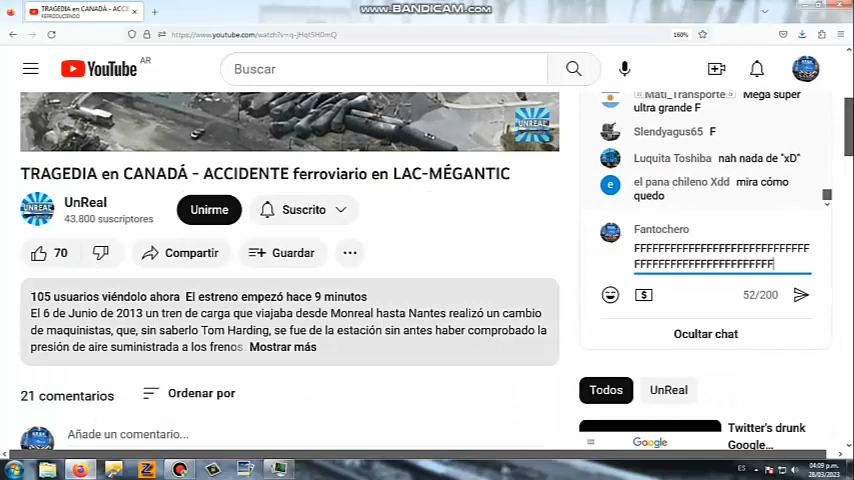 www.BANDICAM.com
TRAGEDIA en CANADÁ - ACCI
REPRODUCIENDO
https://www.youtube.com/watch?v=q-jHqt5H0mQ
160%
YouTube AR
Buscar
UNREAL
TRAGEDIA en CANADÁ - ACCIDENTE ferroviario en LAC-MÉGANTIC
UnReal
43.800 suscriptores
Unirme
Suscrito
70
Compartir
Guardar
105 usuarios viéndolo ahora El estreno empezó hace 9 minutos
El 6 de Junio de 2013 un tren de carga que viajaba desde Monreal hasta Nantes realizó un cambio
de maquinistas, que, sin saberlo Tom Harding, se fue de la estación sin antes haber comprobado la
presión de aire suministrada a los frenos. Mostrar más
21 comentarios
Ordenar por
Añade un comentario...
Mati_Transporte Mega super
ultra grande F
Slendyagus65 F
Luquita Toshiba nah nada de "xD"
el pana chileno Xdd mira cómo
quedo
Fantochero
FFFFFFFFFFFFFFFFFFFFFFFFFFFFF
FFFFFFFFFFFFFFFFFFFFFFF
52/200
Ocultar chat
Todos
UnReal
Twitter's drunk
Google...
Google
ES
04:09 p.m.
28/03/2023